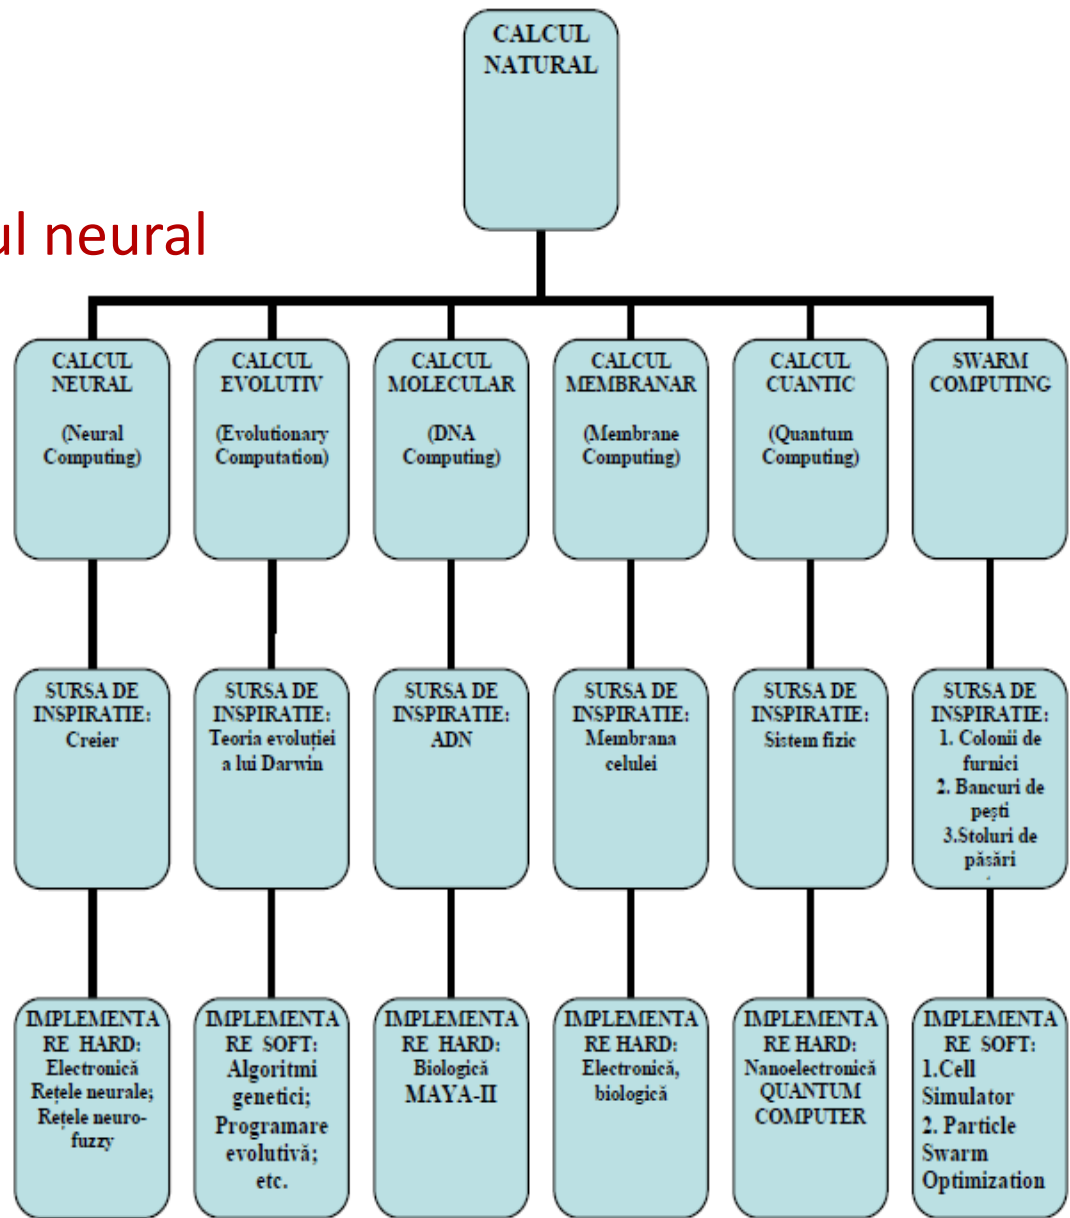 CALCUL
NATURAL
ul neural
CALCUL
NEURAL
(Neural
Computing)
CALCUL
EVOLUTIV
(Evolutionary
Computation)
CALCUL
MOLECULAR
(DNA
Computing)
CALCUL
MEMBRANAR
(Membrane
Computing)
CALCUL
CUANTIC
(Quantum
Computing)
SWARM
COMPUTING
SURSA DE
INSPIRATIE:
Creier
SURSA DE
INSPIRATIE:
Teoria evoluției
a lui Darwin
SURSA DE
INSPIRATIE:
ADN
SURSA DE
INSPIRATIE:
Membrana
celulei
SURSA DE
INSPIRATIE:
Sistem fizic
SURSA DE
INSPIRATIE:
1. Colonii de
furnici
2. Bancuri de
pești
3.Stoluri de
păsări
IMPLEMENTA
RE HARD:
Electronică
Rețele neurale;
Rețele neuro-
fuzzy
IMPLEMENTA
RE SOFT:
Algoritmi
genetici;
Programare
evolutivă;
etc.
IMPLEMENTA
RE HARD:
Biologică
MAYA-II
IMPLEMENTA
RE HARD:
Electronică,
biologică
IMPLEMENTA
RE HARD:
Nanoelectronică
QUANTUM
COMPUTER
IMPLEMENTA
RE SOFT:
1.Cell
Simulator
2. Particle
Swarm
Optimization